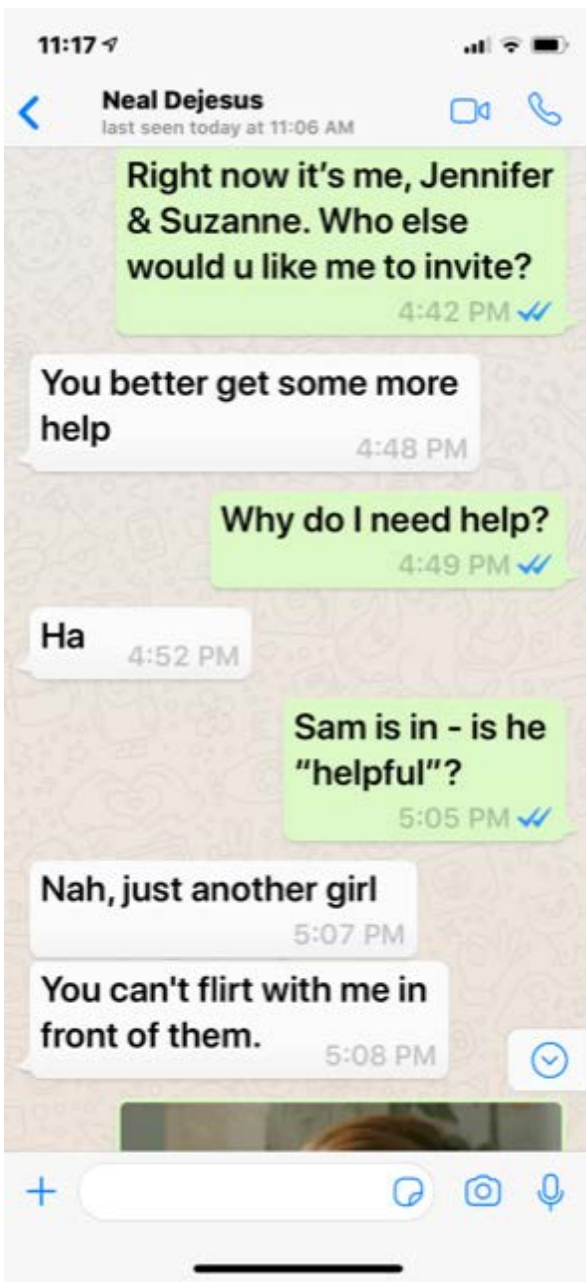 11:17
Neal Dejesus
last seen today at 11:06 AM
Right now it’s me, Jennifer
& Suzanne. Who else
would u like me to invite?
4:42 PM
You better get some more
help
4:48 PM
Why do I need help?
4:49 PM
Ha
4:52 PM
Sam is in - is he
“helpful”?
5:05 PM
Nah, just another girl
5:07 PM
You can't flirt with me in
front of them.
5:08 PM